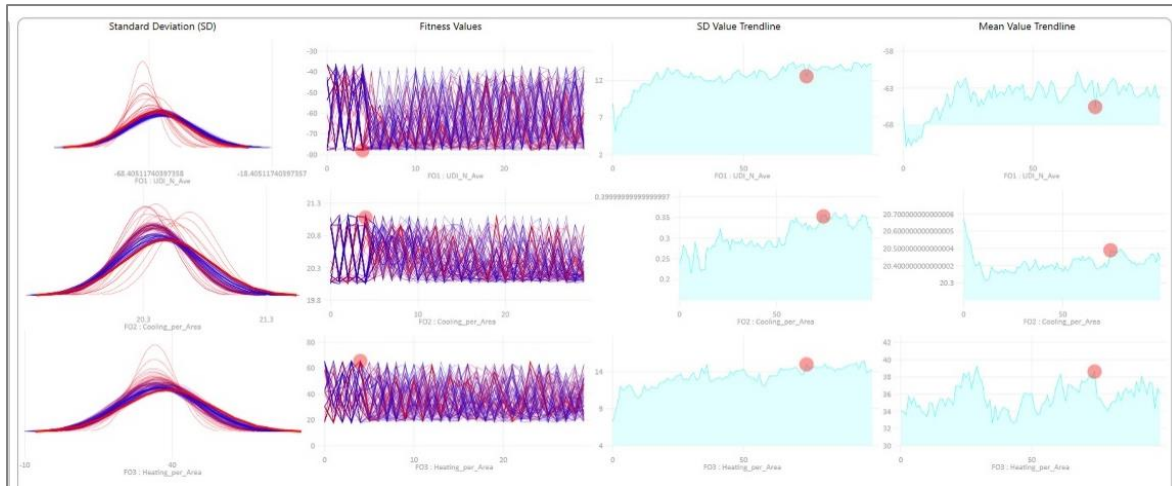 Standard Deviation (SD) Fitness Values SD Value Trendline Mean Value Trendline
-30 -58
-40 12
-50 -63
-60 7
-70 -68
-80 2
-68.40511740397358 -18.40511740397357 0 20 0 50 0 50
FO1 : UDI_N_Ave FO1 : UDI_N_Ave FO1 : UDI_N_Ave FO1 : UDI_N_Ave
21.3 0.39999999999999997 20.700000000000006
0.35 20.6
20.8 0.3 20.500000000000004
20.3 0.25 20.400000000000002
19.8 0.2 20.3
20.3 21.3 0 20 0 50 0 50
FO2 : Cooling_per_Area FO2 : Cooling_per_Area FO2 : Cooling_per_Area FO2 : Cooling_per_Area
80 42
60 14 40
38
40 8 36
20 34
32
0 4 30
-10 40 0 20 0 50 0 50
FO3 : Heating_per_Area FO3 : Heating_per_Area FO3 : Heating_per_Area FO3 : Heating_per_Area